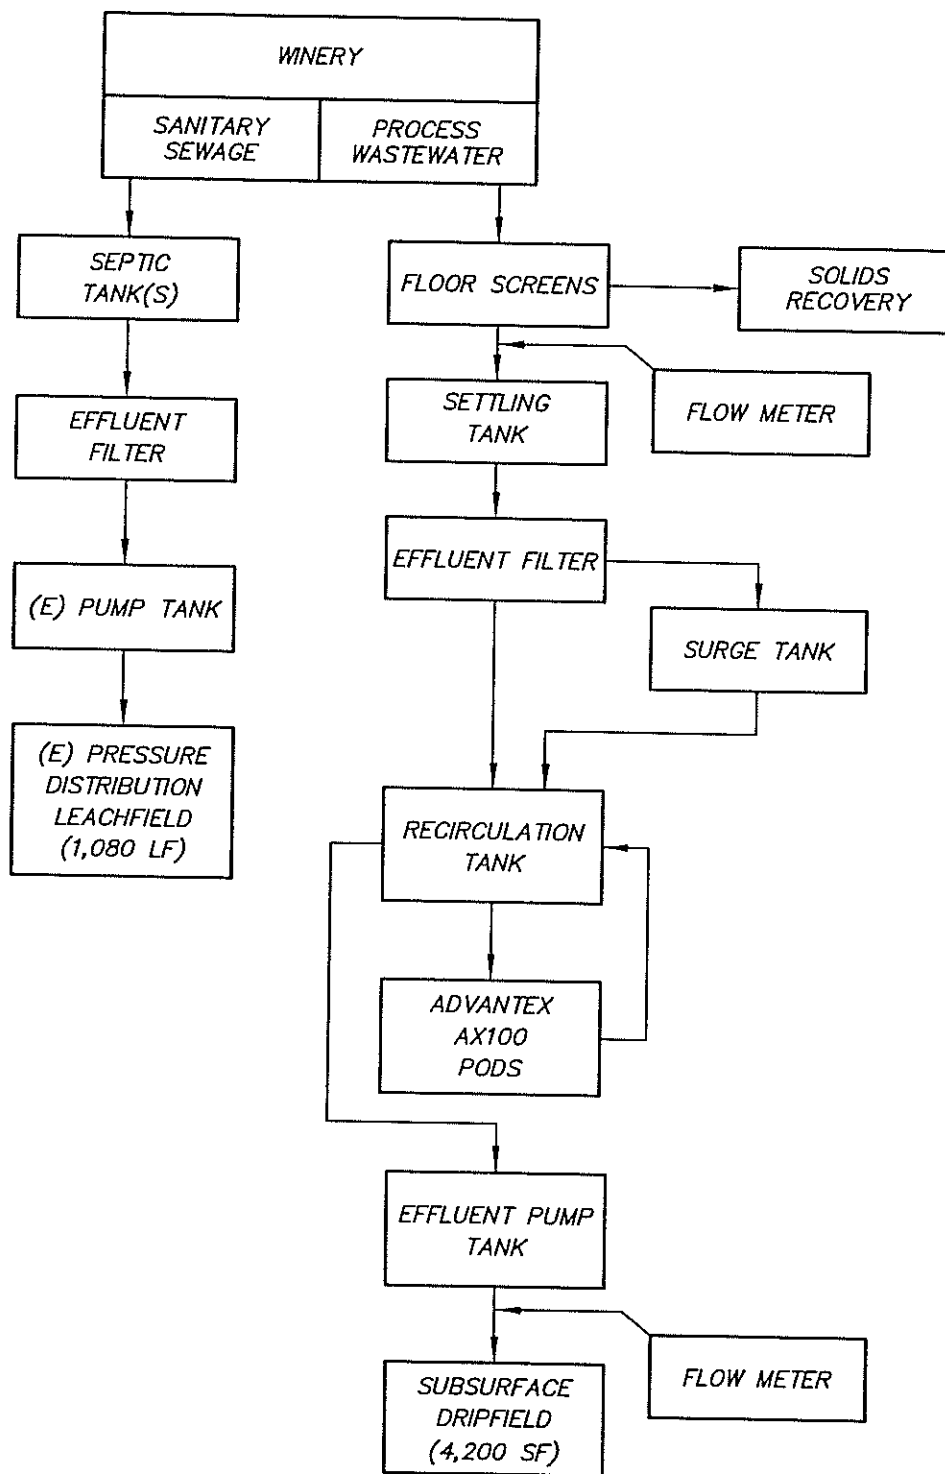 WINERY
SANITARY
SEWAGE
PROCESS
WASTEWATER
SEPTIC
TANK(S)
FLOOR SCREENS
SOLIDS
RECOVERY
SETTLING
TANK
FLOW METER
EFFLUENT
FILTER
EFFLUENT FILTER
(E) PUMP TANK
SURGE TANK
(E) PRESSURE
DISTRIBUTION
LEACHFIELD
(1,080 LF)
RECIRCULATION
TANK
ADVANTEX
AX100
PODS
EFFLUENT PUMP
TANK
FLOW METER
SUBSURFACE
DRIPFIELD
(4,200 SF)